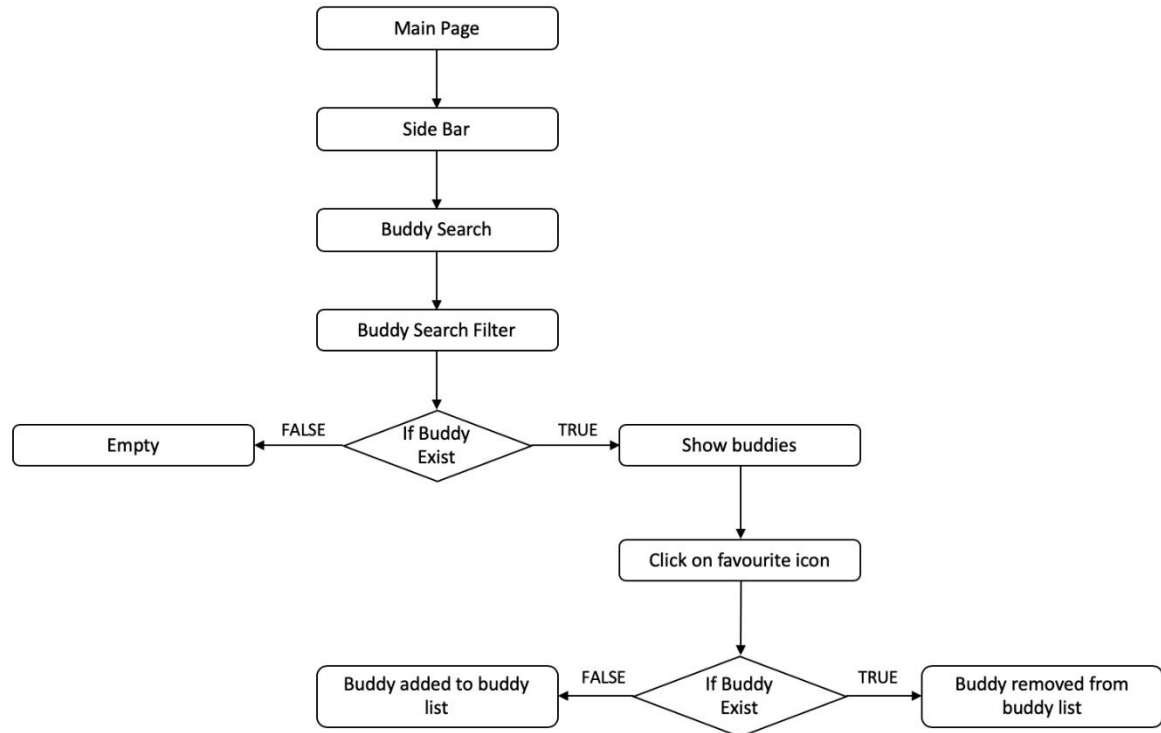 Main Page
Side Bar
Buddy Search
Buddy Search Filter
FALSE
TRUE
Empty
If Buddy
Exist
Show buddies
Click on favourite icon
FALSE
TRUE
Buddy added to buddy
list
If Buddy
Exist
Buddy removed from
buddy list